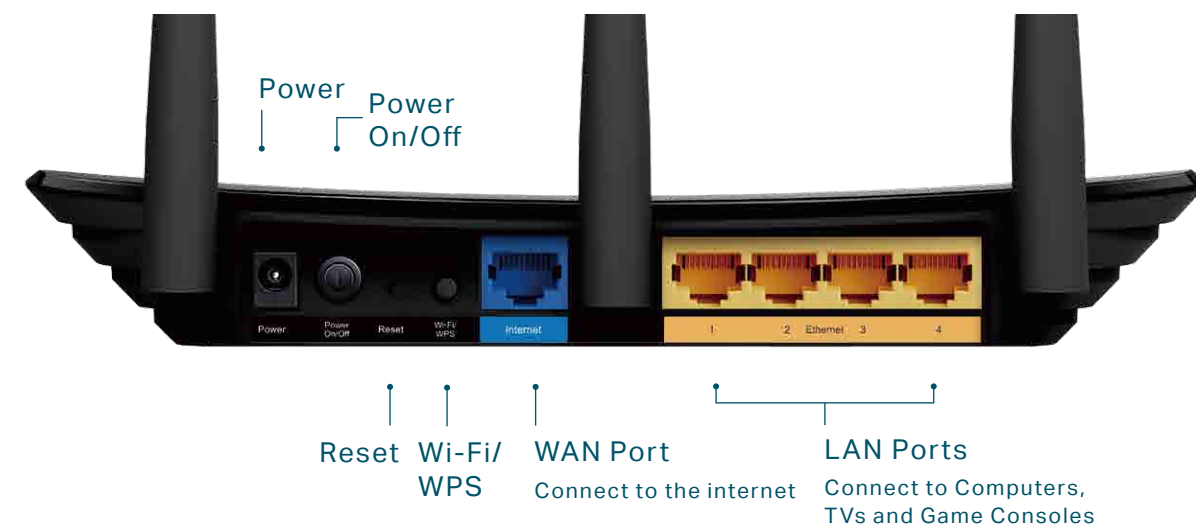 Power
Power
On/Off
Power
Power
On/Off
Reset
Wi-Fi/
WPS
Internet
1 2 Ethernet 3 4
Reset
Wi-Fi/
WPS
WAN Port
Connect to the internet
LAN Ports
Connect to Computers,
TVs and Game Consoles